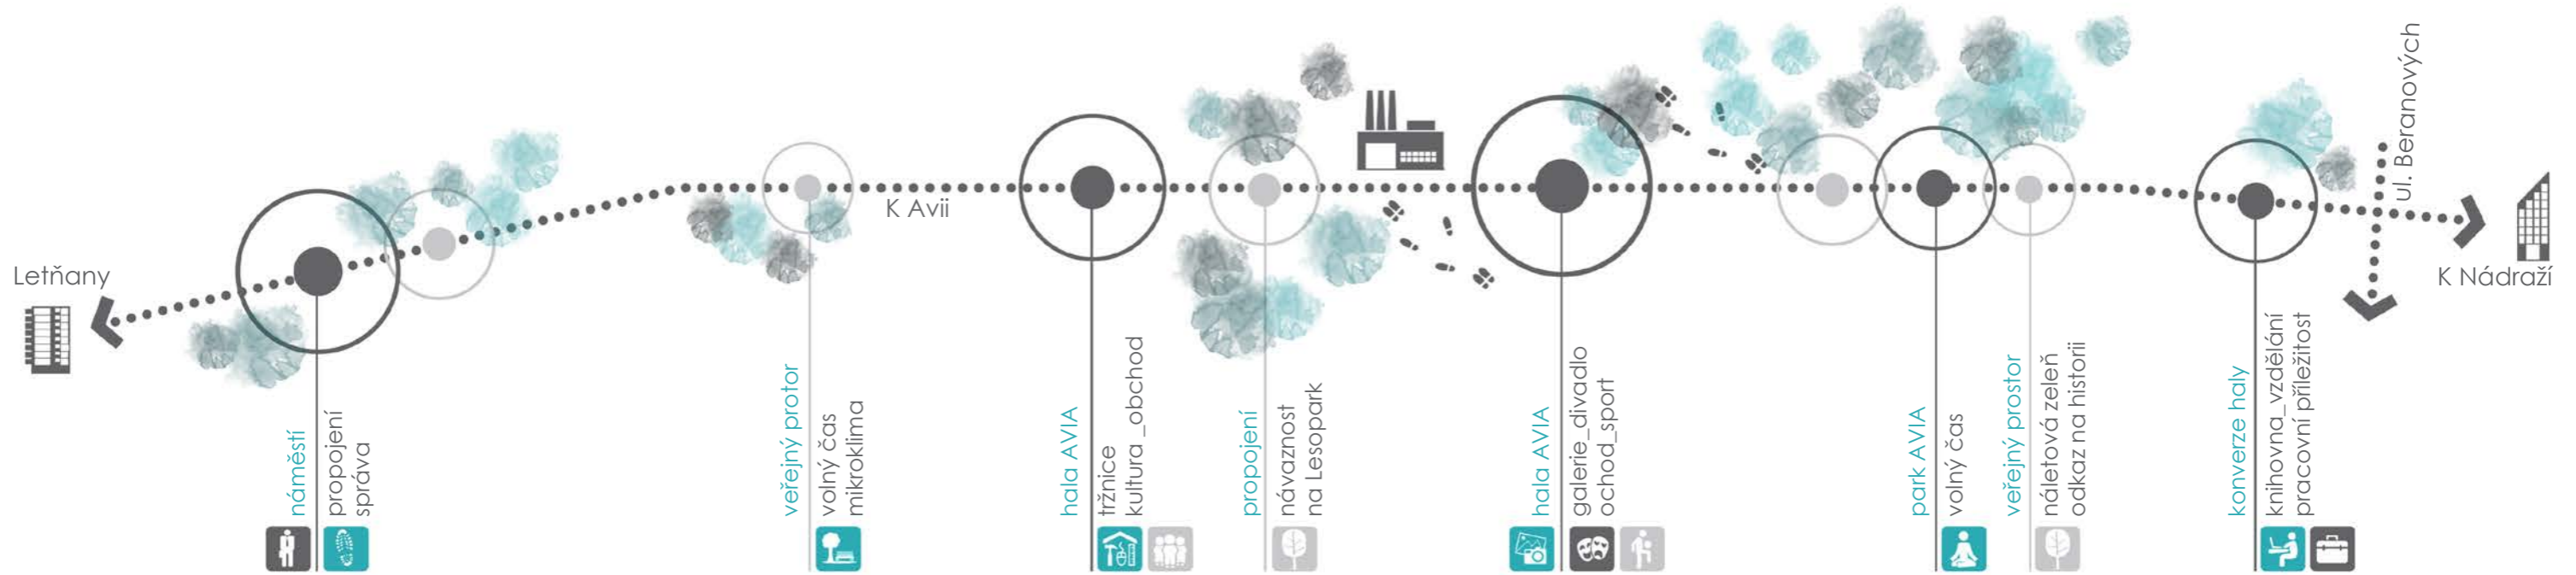 Letňany
náměstí
propojení
správa
veřejný protor
volný čas
mikroklima
K Avii
hala AVIA
tržnice
kultura _obchod
propojení
návaznost
na Lesopark
hala AVIA
galerie_divadlo
ochod_sport
park AVIA
volný čas
veřejný prostor
náletová zeleň
odkaz na historii
konverze haly
knihovna_vzdělání
pracovní příležitost
ul. Beranových
K Nádraží